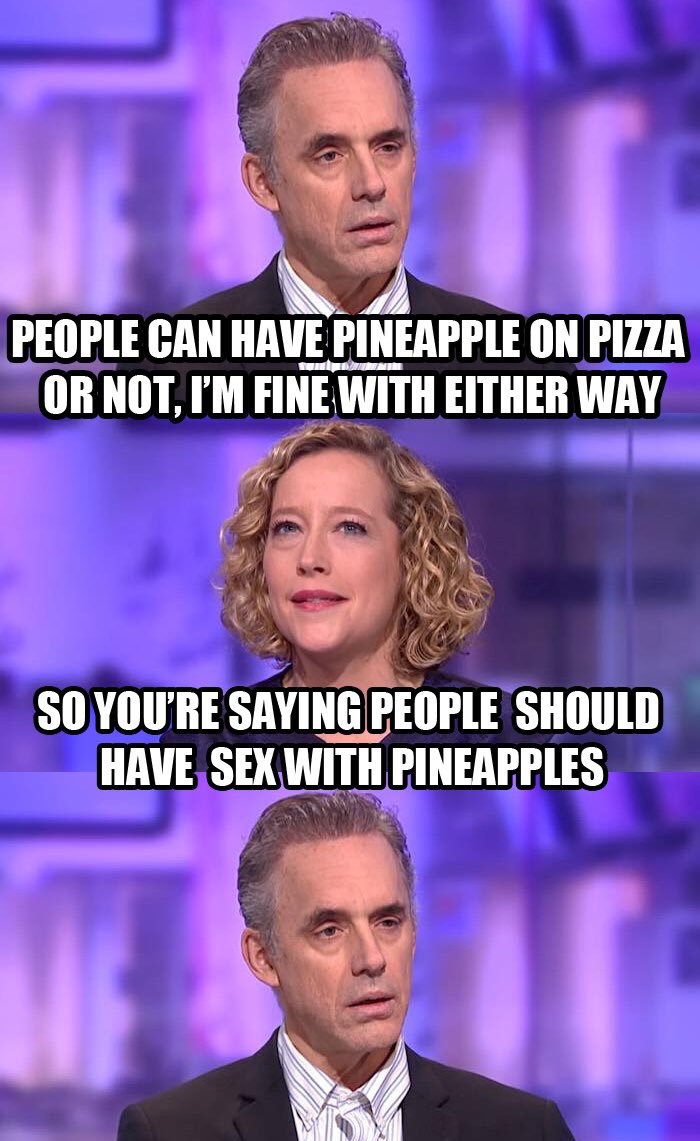 PEOPLE CAN HAVE PINEAPPLE ON PIZZA
OR NOT, I'M FINE WITH EITHER WAY
SO YOU'RE SAYING PEOPLE SHOULD
HAVE SEX WITH PINEAPPLES